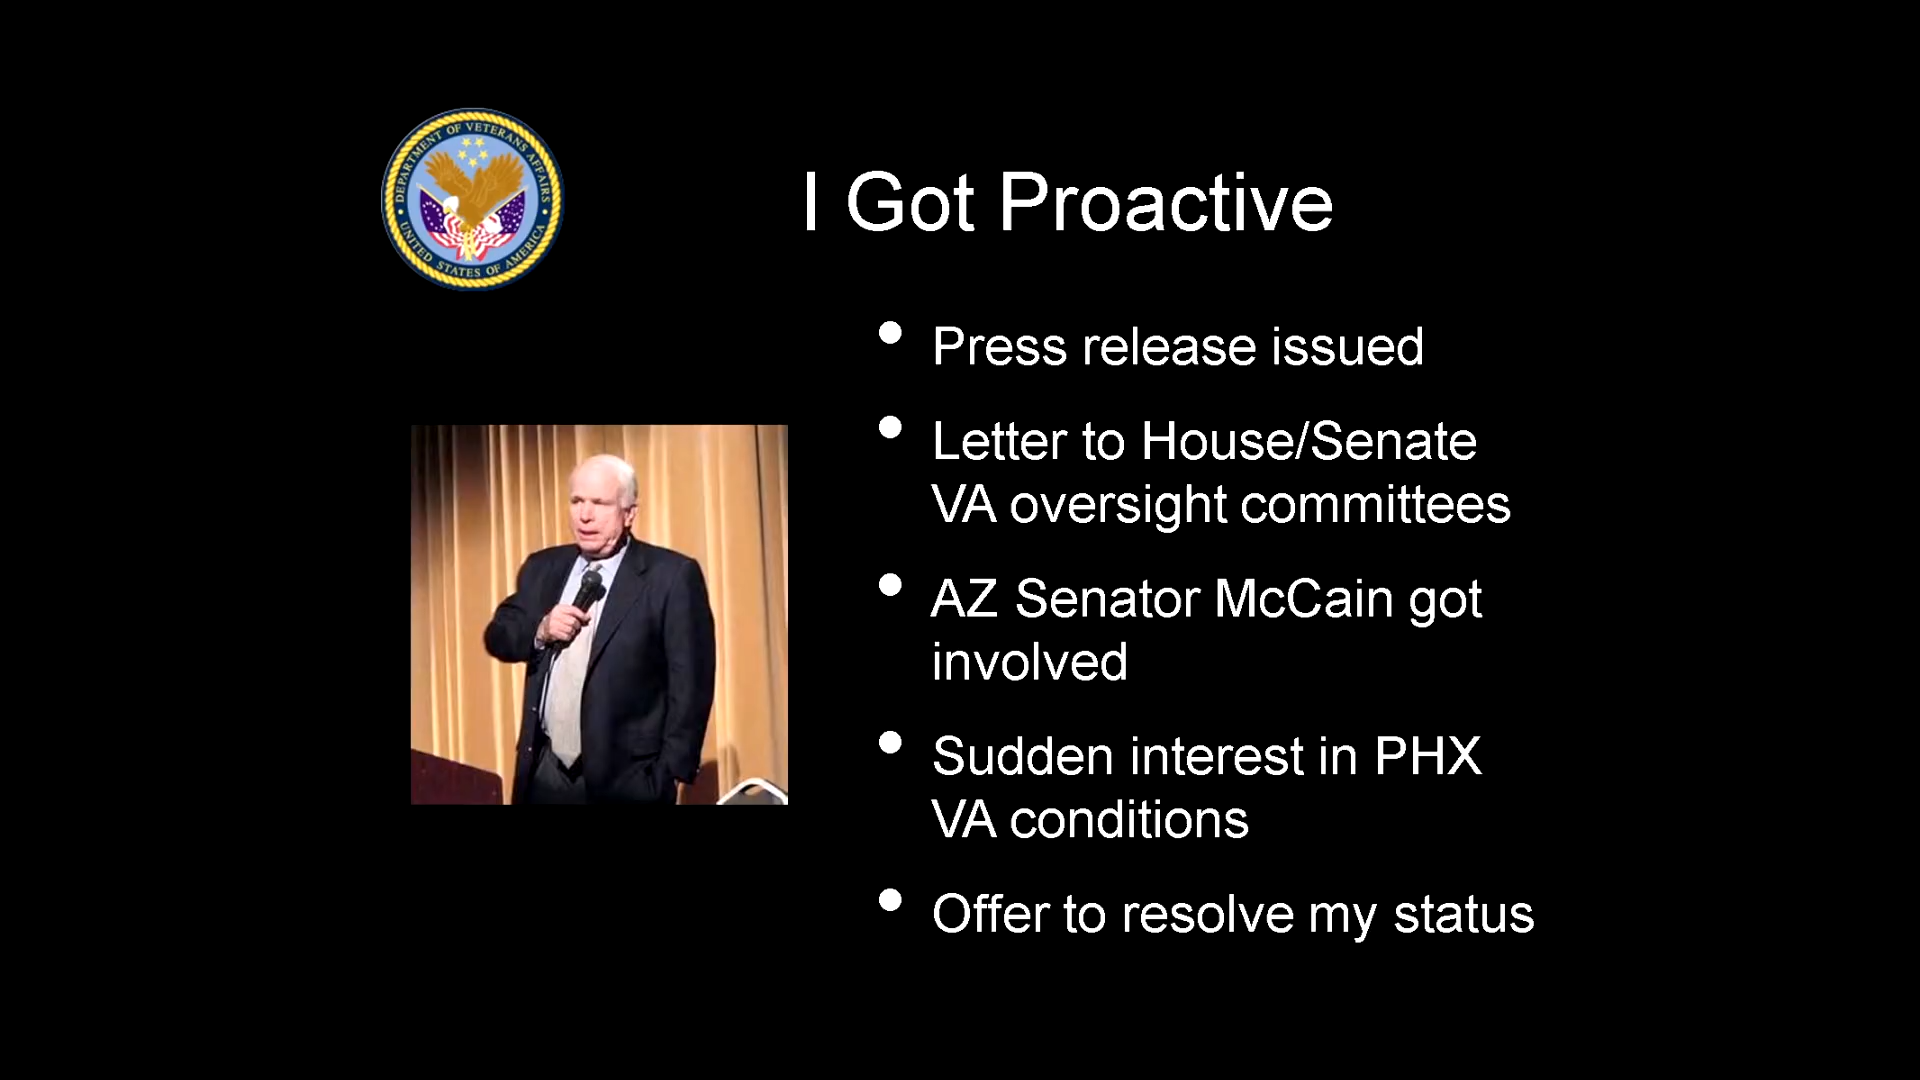 DEPARTMENT OF VETERANS AFFAIRS
UNITED STATES OF AMERICA
I Got Proactive
• Press release issued
• Letter to House/Senate
VA oversight committees
• AZ Senator McCain got
involved
• Sudden interest in PHX
VA conditions
• Offer to resolve my status